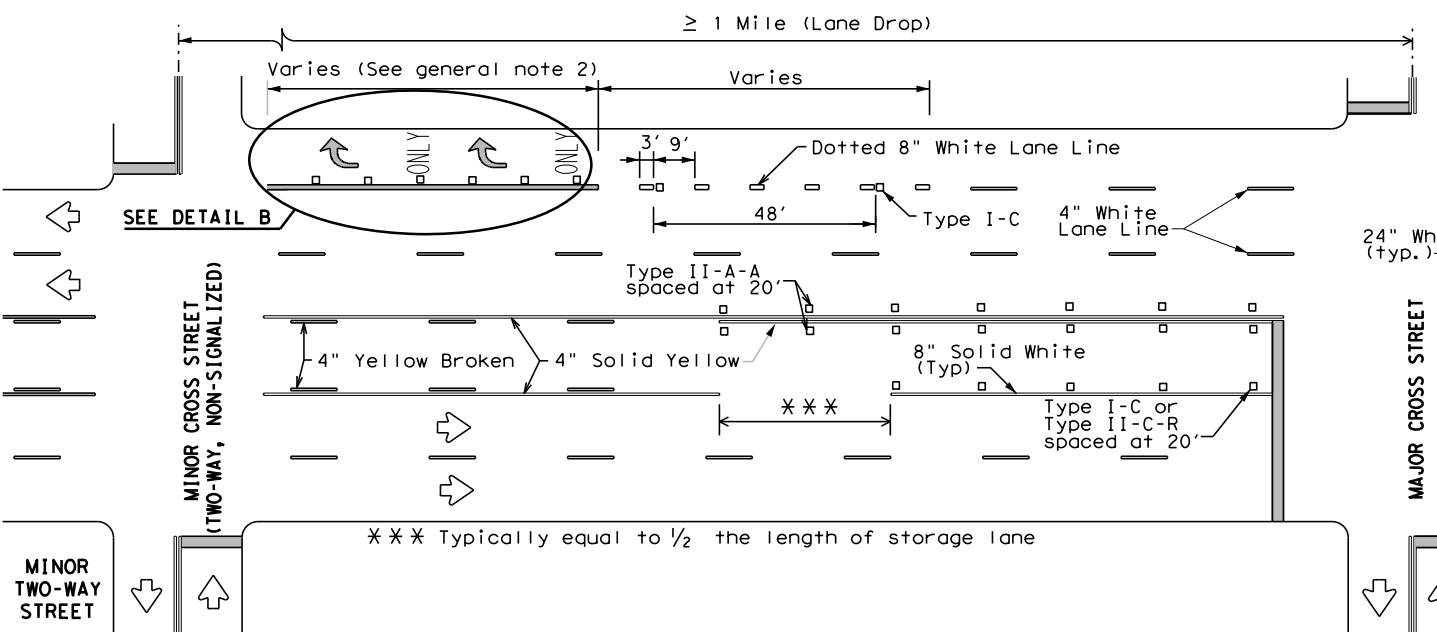 ≥ 1 Mile (Lane Drop)
Varies (See general note 2)
Varies
ONLY
ONLY
3'
9'
Dotted 8" White Lane Line
SEE DETAIL B
48'
Type I-C
4" White
Lane Line
24" Wh
(typ.)
Type II-A-A
spaced at 20'
MINOR CROSS STREET
(TWO-WAY, NON-SIGNALIZED)
4" Yellow Broken
4" Solid Yellow
8" Solid White
(Typ)
***
Type I-C or
Type II-C-R
spaced at 20'
MAJOR CROSS STREET
*** Typically equal to ½ the length of storage lane
MINOR
TWO-WAY
STREET